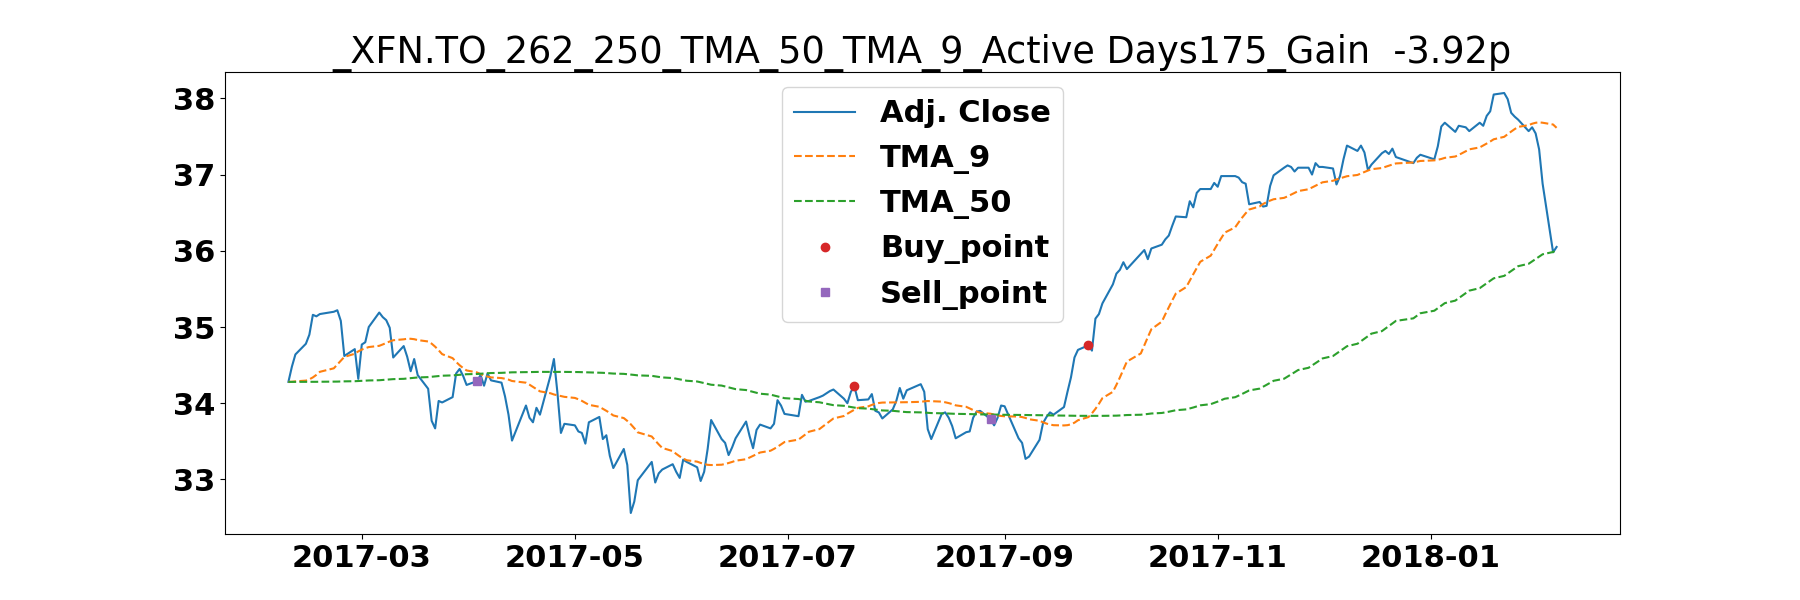 _XFN.TO_262_250_TMA_50_TMA_9_Active Days175_Gain  -3.92p
38
37
36
35
34
33
Adj. Close
TMA_9
TMA_50
Buy_point
Sell_point
2017-03
2017-05
2017-07
2017-09
2017-11
2018-01